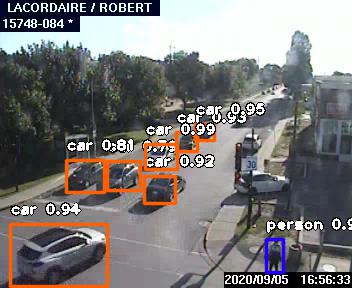 LACORDAIRE / ROBERT
15748-084 *
car 0.95
car 0.93
car 0.99
car 0.81
car 0.92
car 0.94
person 0.9
30
2020/09/05 16:56:33